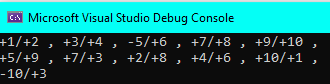 Microsoft Visual Studio Debug Console
+1/+2 , +3/+4 , -5/+6 , +7/+8 , +9/+10 ,
+5/+9 , +7/+3 , +2/+8 , +4/+6 , +10/+1 ,
-10/+3